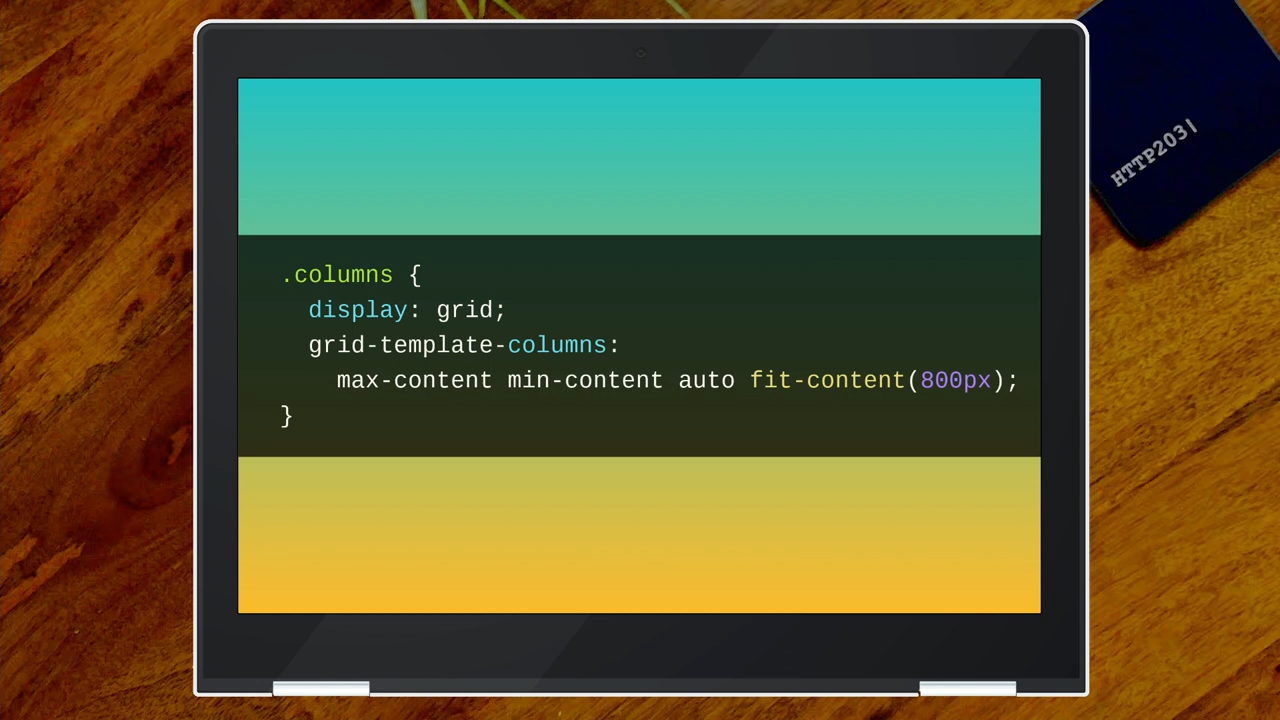 HTTP203|
.columns {
  display: grid;
  grid-template-columns:
    max-content min-content auto fit-content(800px);
}